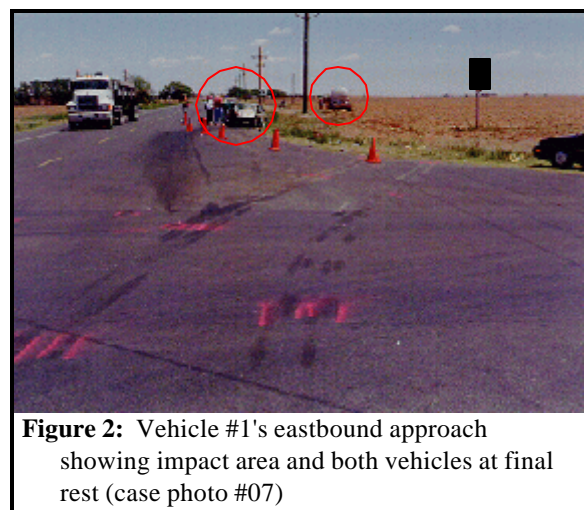 Figure 2: Vehicle #1's eastbound approach
showing impact area and both vehicles at final
rest (case photo #07)